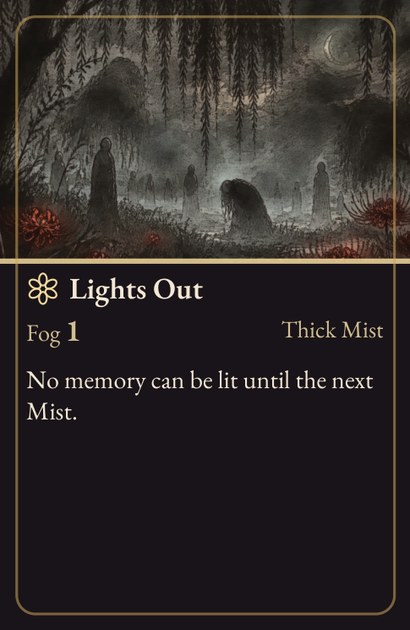 Lights Out
Fog 1
Thick Mist
No memory can be lit until the next
Mist.